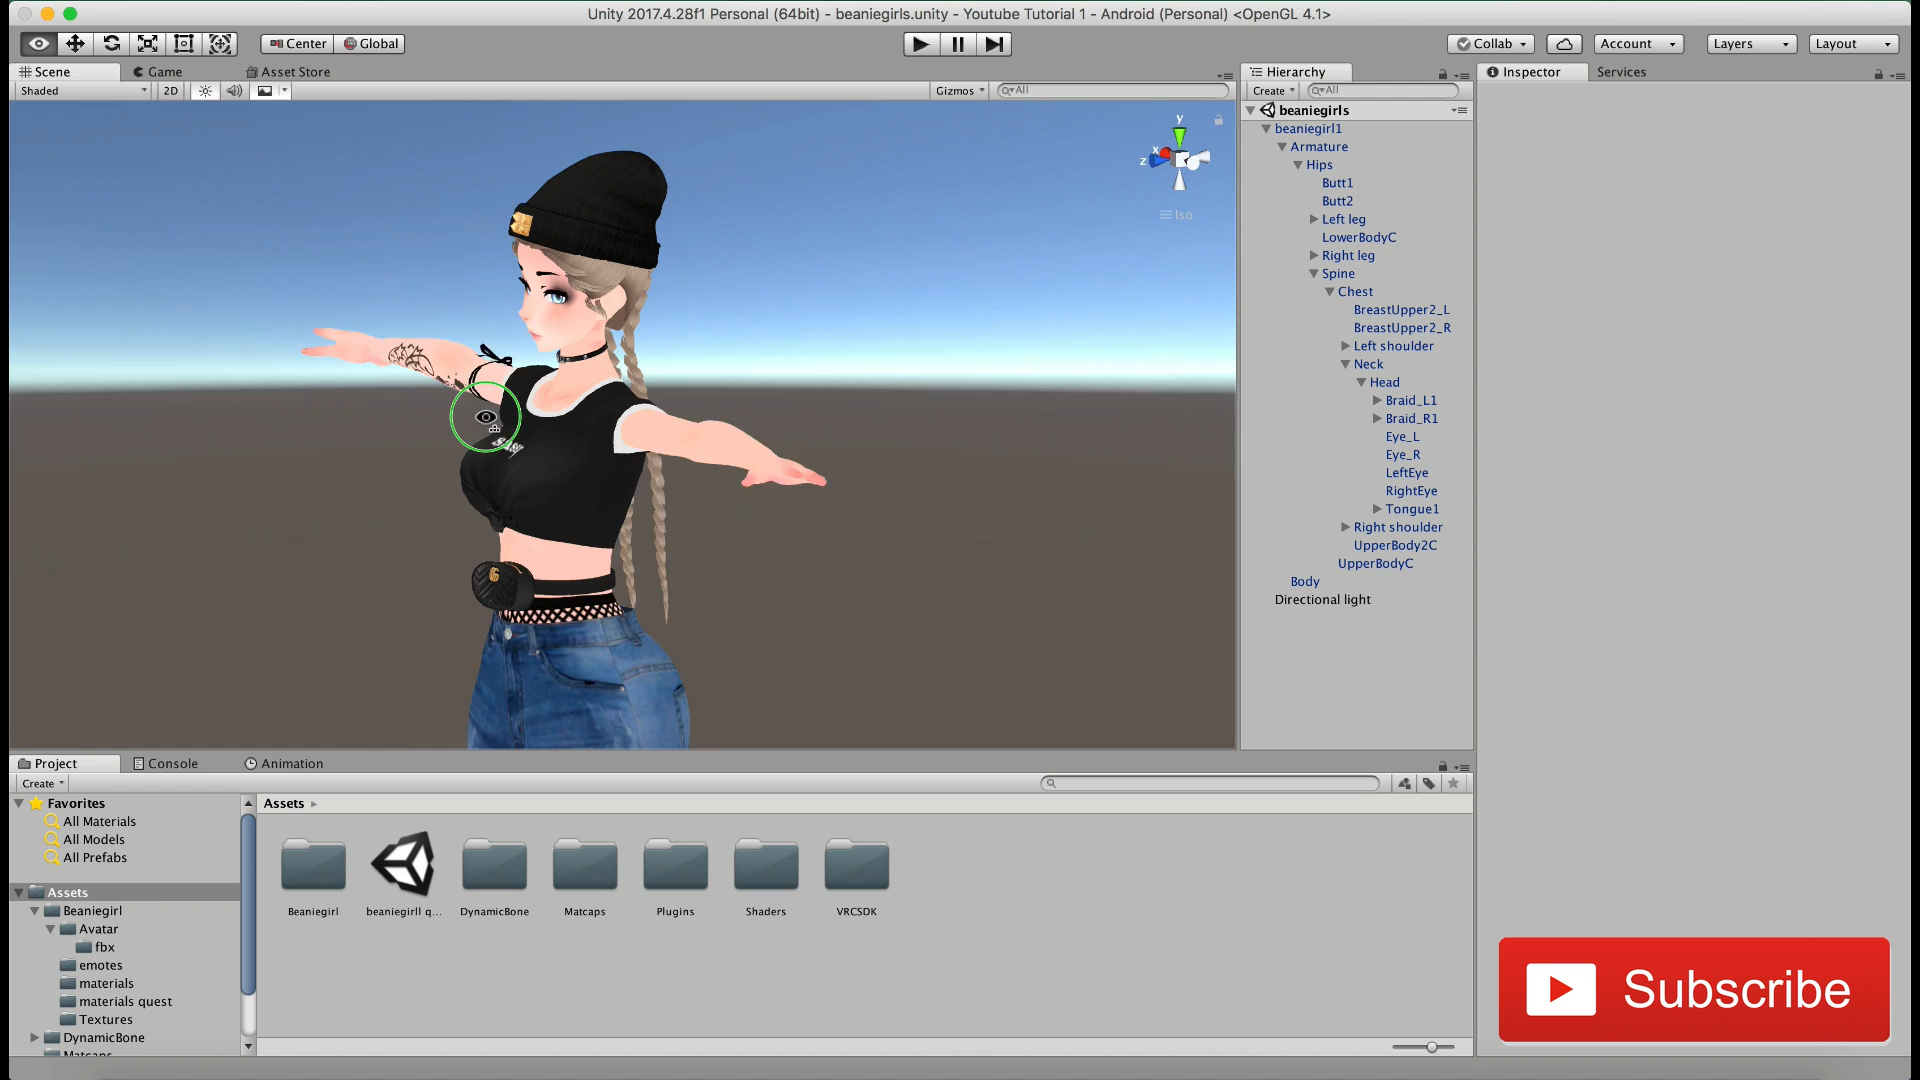 Unity 2017.4.28f1 Personal (64bit) - beaniegirls.unity - Youtube Tutorial 1 - Android (Personal) <OpenGL 4.1>
Center Global Collab Account Layers Layout
Scene Game Asset Store
Shaded 2D Gizmos All
y
x
z
Iso
Hierarchy
Create All
beaniegirls
beaniegirl1
Armature
Hips
Butt1
Butt2
Left leg
LowerBodyC
Right leg
Spine
Chest
BreastUpper2_L
BreastUpper2_R
Left shoulder
Neck
Head
Braid_L1
Braid_R1
Eye_L
Eye_R
LeftEye
RightEye
Tongue1
Right shoulder
UpperBody2C
UpperBodyC
Body
Directional light
Inspector Services
Project Console Animation
Create
Favorites
All Materials
All Models
All Prefabs
Assets
Beaniegirl
Avatar
fbx
emotes
materials
materials quest
Textures
DynamicBone
Matcaps
Assets
Beaniegirl beaniegirll q... DynamicBone Matcaps Plugins Shaders VRCSDK
Subscribe